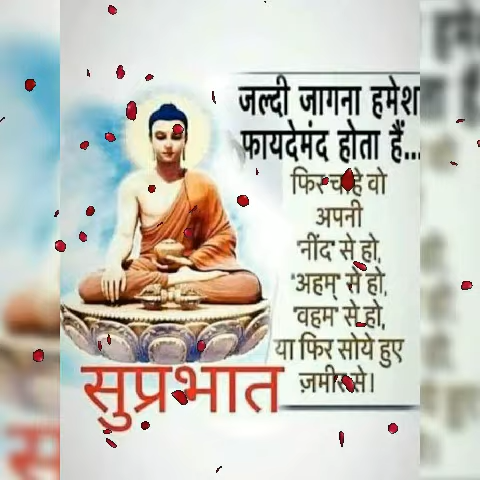 जल्दी जागना हमेश
फायदेमंद होता हैं...
फिर चाहे वो
अपनी
'नींद' से हो,
'अहम्' से हो,
'वहम' से हो,
या फिर सोये हुए
ज़मीर से।
सुप्रभात